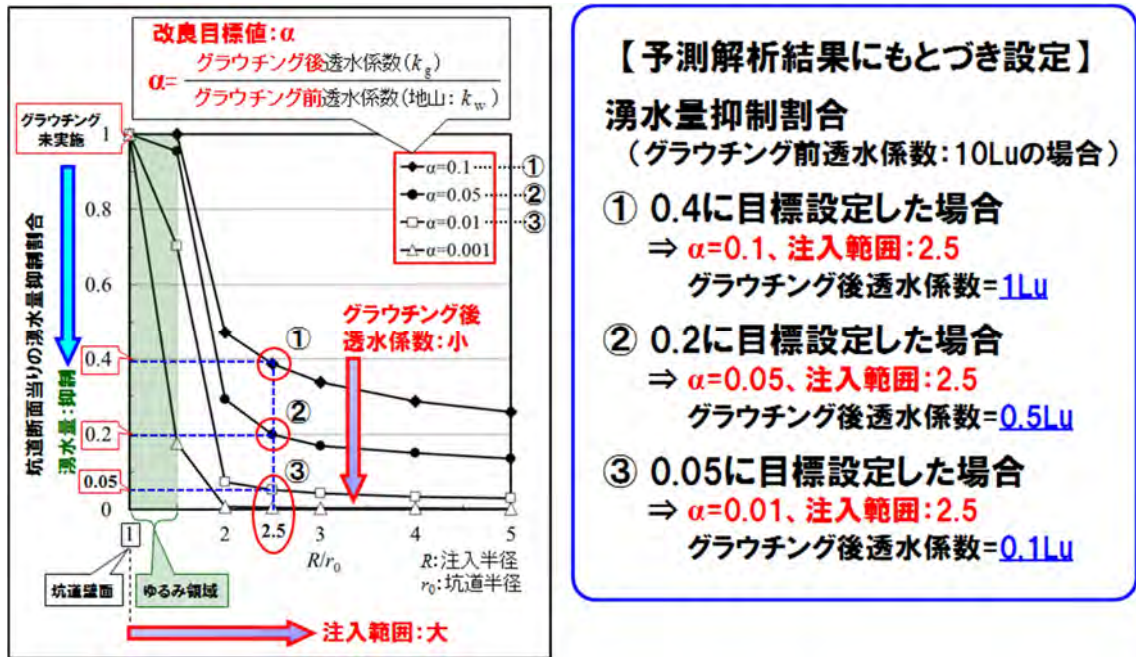 改良目標値：α
α=
グラウチング後透水係数(kg)
グラウチング前透水係数(地山：kw)
グラウチング
未実施
1
0.8
0.6
0.4
0.2
0.05
0
坑道断面当りの湧水量抑制割合
湧水量：抑制
α=0.1 ①
α=0.05 ②
α=0.01 ③
α=0.001
グラウチング後
透水係数：小
①
②
③
1
2
2.5
3
4
5
R/r0
R：注入半径
r0：坑道半径
坑道壁面
ゆるみ領域
注入範囲：大
【予測解析結果にもとづき設定】
湧水量抑制割合
（グラウチング前透水係数：10Luの場合）
① 0.4に目標設定した場合
⇒ α=0.1、注入範囲：2.5
グラウチング後透水係数=1Lu
② 0.2に目標設定した場合
⇒ α=0.05、注入範囲：2.5
グラウチング後透水係数=0.5Lu
③ 0.05に目標設定した場合
⇒ α=0.01、注入範囲：2.5
グラウチング後透水係数=0.1Lu